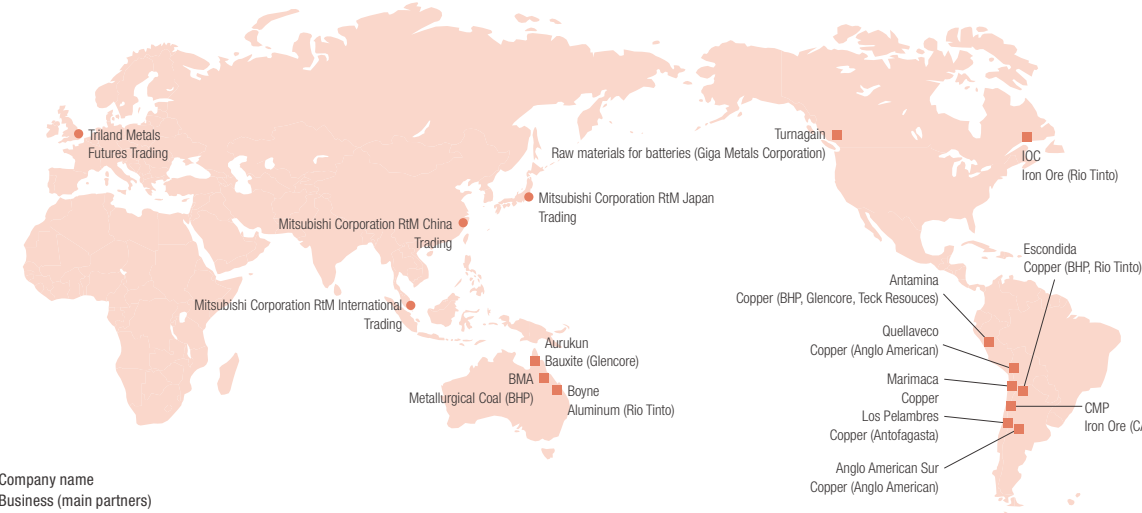 Triland Metals
Futures Trading
Turnagain
Raw materials for batteries (Giga Metals Corporation)
IOC
Iron Ore (Rio Tinto)
Mitsubishi Corporation RtM Japan
Trading
Mitsubishi Corporation RtM China
Trading
Escondida
Copper (BHP, Rio Tinto)
Antamina
Copper (BHP, Glencore, Teck Resouces)
Mitsubishi Corporation RtM International
Trading
Quellaveco
Copper (Anglo American)
Aurukun
Bauxite (Glencore)
BMA
Metallurgical Coal (BHP)
Boyne
Aluminum (Rio Tinto)
Marimaca
Copper
CMP
Iron Ore (
Los Pelambres
Copper (Antofagasta)
Anglo American Sur
Copper (Anglo American)
Company name
Business (main partners)